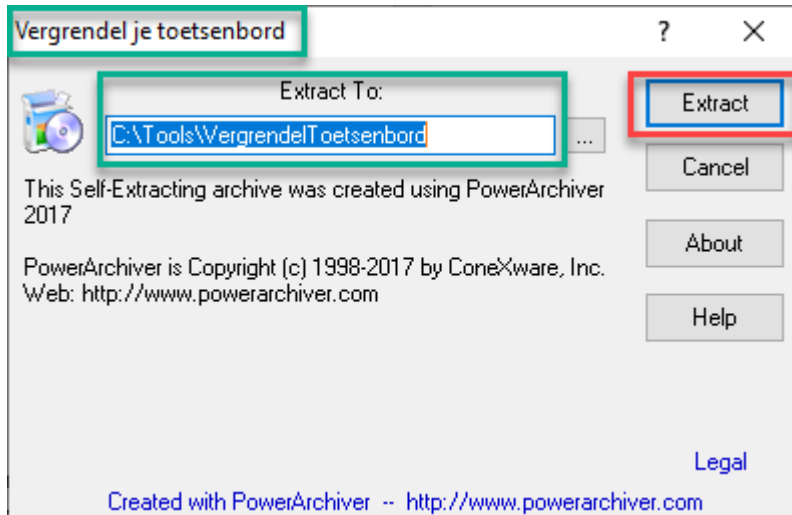 Vergrendel je toetsenbord
?
Extract To:
C:\Tools\VergrendelToetsenbord
...
Extract
Cancel
This Self-Extracting archive was created using PowerArchiver
2017
About
PowerArchiver is Copyright (c) 1998-2017 by ConeXware, Inc.
Web: http://www.powerarchiver.com
Help
Legal
Created with PowerArchiver -- http://www.powerarchiver.com